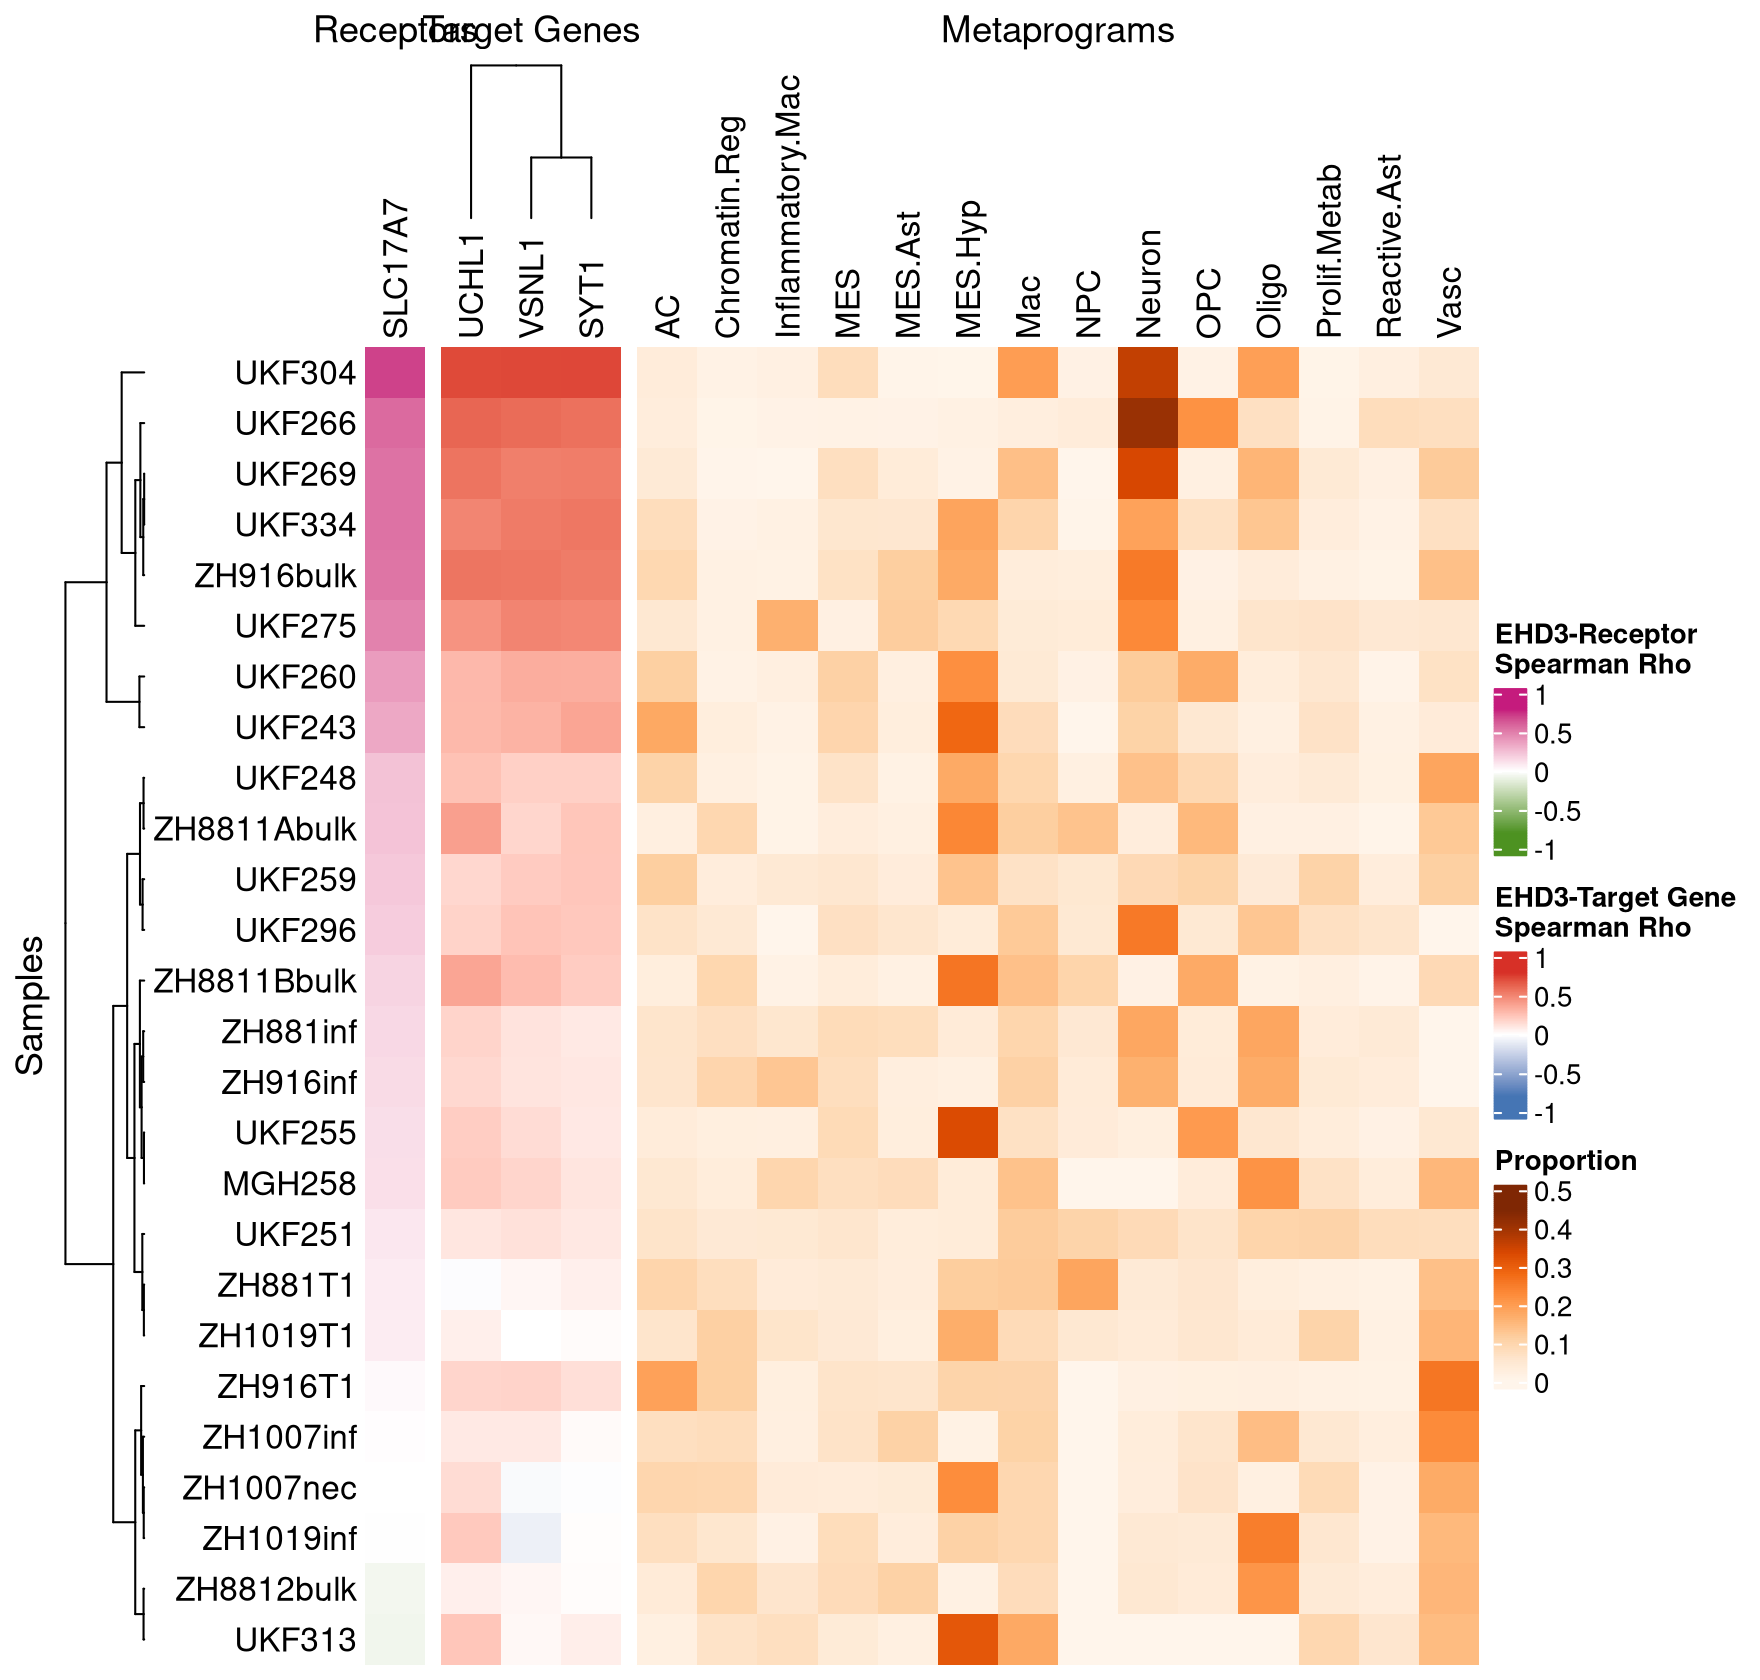 Receptors Target Genes Metaprograms
SLC17A7
UCHL1
VSNL1
SYT1
AC
Chromatin.Reg
Inflammatory.Mac
MES
MES.Ast
MES.Hyp
Mac
NPC
Neuron
OPC
Oligo
Prolif.Metab
Reactive.Ast
Vasc
Samples
UKF304
UKF266
UKF269
UKF334
ZH916bulk
UKF275
UKF260
UKF243
UKF248
ZH8811Abulk
UKF259
UKF296
ZH8811Bbulk
ZH881inf
ZH916inf
UKF255
MGH258
UKF251
ZH881T1
ZH1019T1
ZH916T1
ZH1007inf
ZH1007nec
ZH1019inf
ZH8812bulk
UKF313
EHD3-Receptor
Spearman Rho
1
0.5
0
-0.5
-1
EHD3-Target Gene
Spearman Rho
1
0.5
0
-0.5
-1
Proportion
0.5
0.4
0.3
0.2
0.1
0